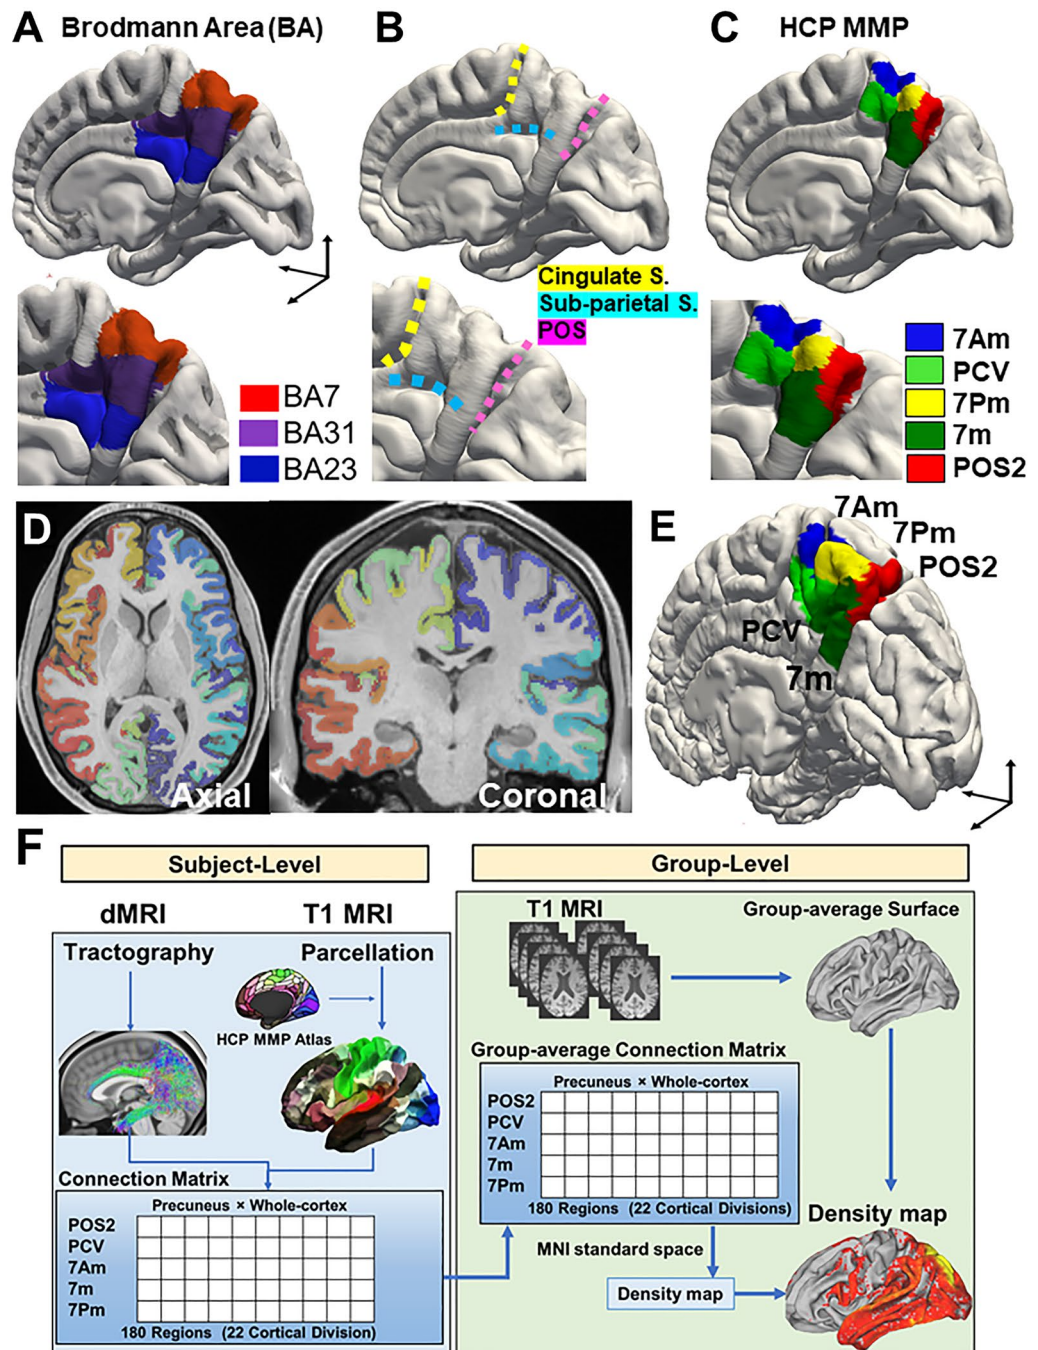 A Brodmann Area (BA)
B
C HCP MMP
Cingulate S.
Sub-parietal S.
POS
BA7
BA31
BA23
7Am
PCV
7Pm
7m
POS2
D
Axial
Coronal
E
7Am
7Pm
POS2
PCV
7m
F
Subject-Level
Group-Level
dMRI
T1 MRI
Tractography
Parcellation
HCP MMP Atlas
Connection Matrix
Precuneus × Whole-cortex
POS2
PCV
7Am
7m
7Pm
180 Regions (22 Cortical Division)
T1 MRI
Group-average Surface
Group-average Connection Matrix
Precuneus × Whole-cortex
POS2
PCV
7Am
7m
7Pm
180 Regions (22 Cortical Divisions)
MNI standard space
Density map
Density map